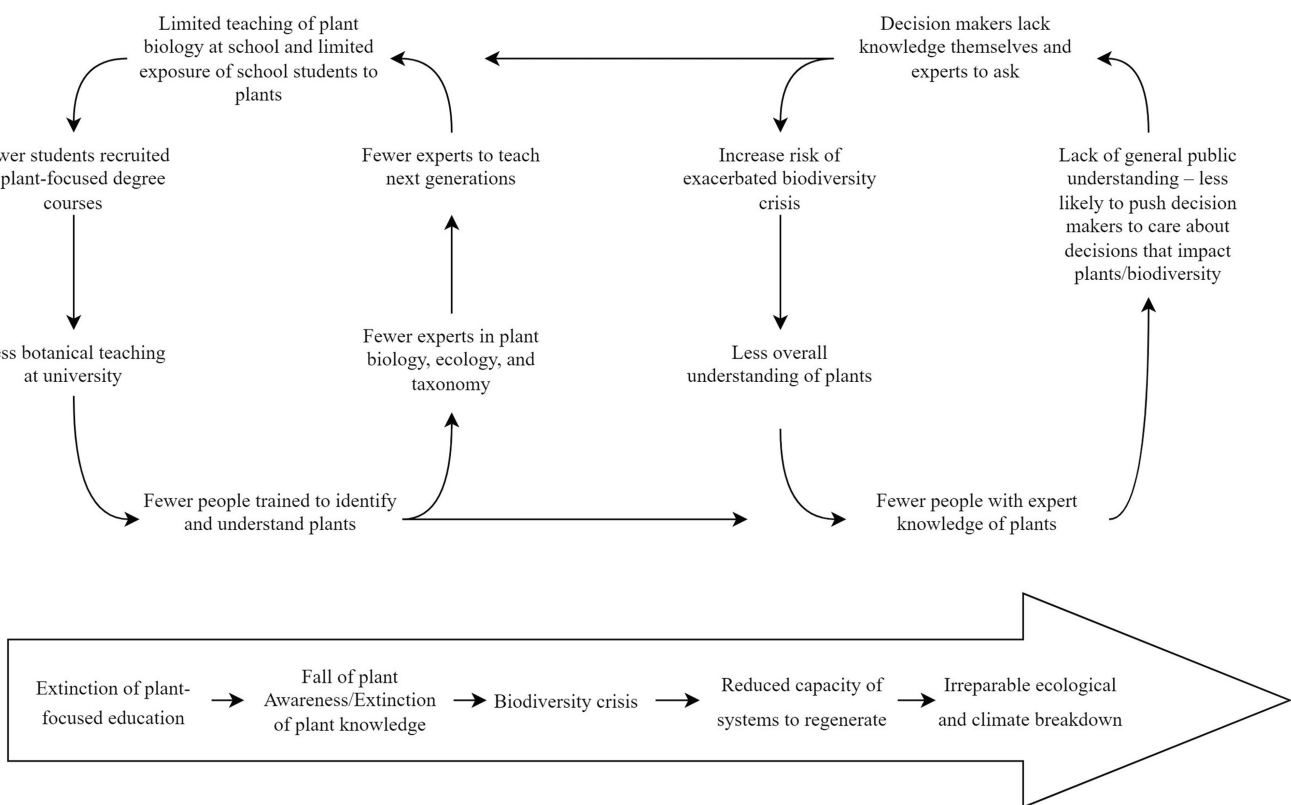 Limited teaching of plant
biology at school and limited
exposure of school students to
plants
Decision makers lack
knowledge themselves and
experts to ask
students recruited
plant-focused degree
courses
Fewer experts to teach
next generations
Increase risk of
exacerbated biodiversity
crisis
Lack of general public
understanding – less
likely to push decision
makers to care about
decisions that impact
plants/biodiversity
botanical teaching
at university
Fewer experts in plant
biology, ecology, and
taxonomy
Less overall
understanding of plants
Fewer people trained to identify
and understand plants
Fewer people with expert
knowledge of plants
Extinction of plant-
focused education
Fall of plant
Awareness/Extinction
of plant knowledge
Biodiversity crisis
Reduced capacity of
systems to regenerate
Irreparable ecological
and climate breakdown